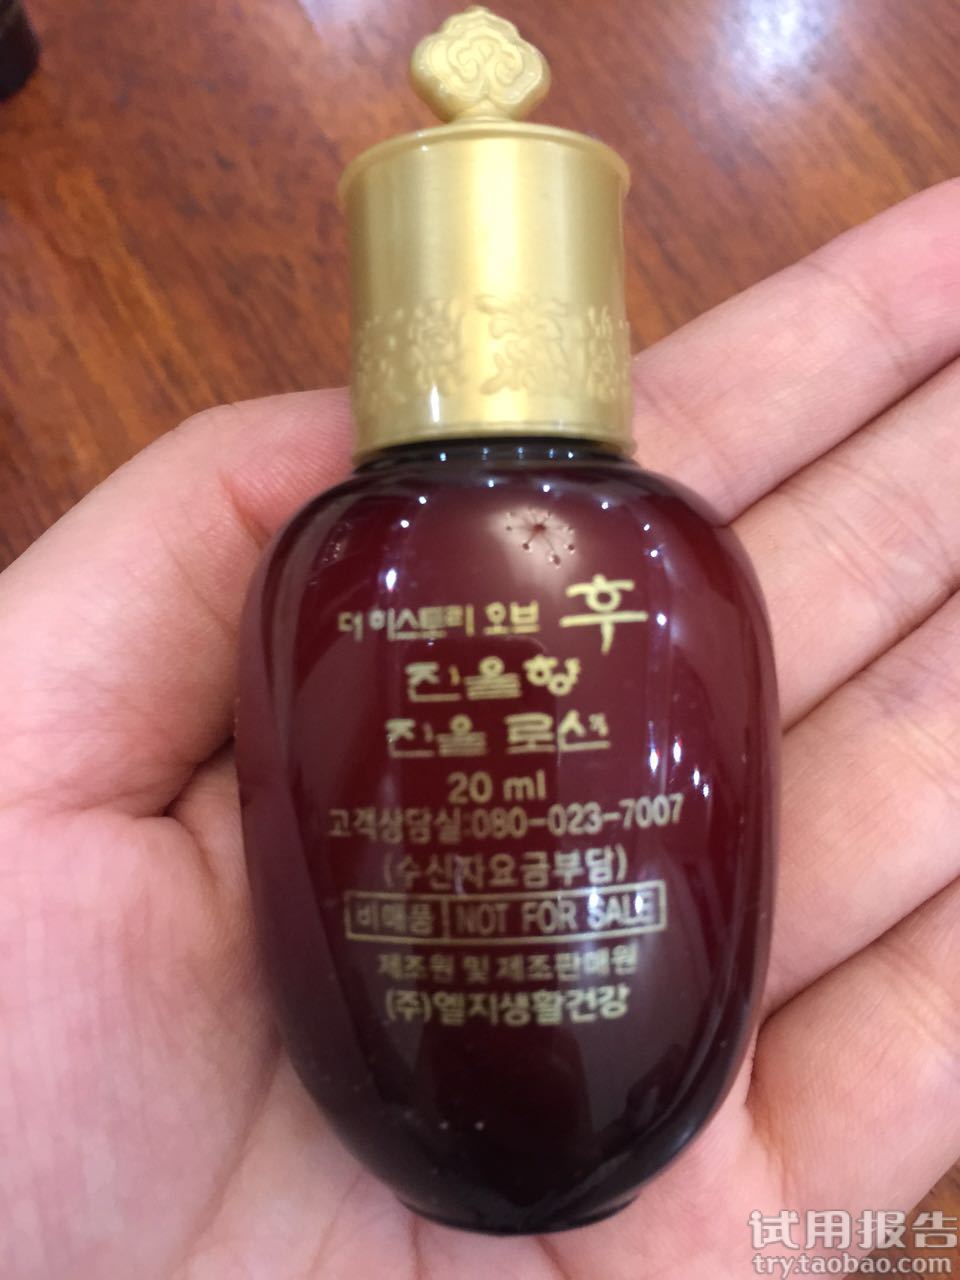 더 히스토리 오브 후
진율향
진율 로션
20 ml
고객상담실:080-023-7007
(수신자요금부담)
비매품 NOT FOR SALE
제조원 및 제조판매원
(주)엘지생활건강
试用报告
try.taobao.com